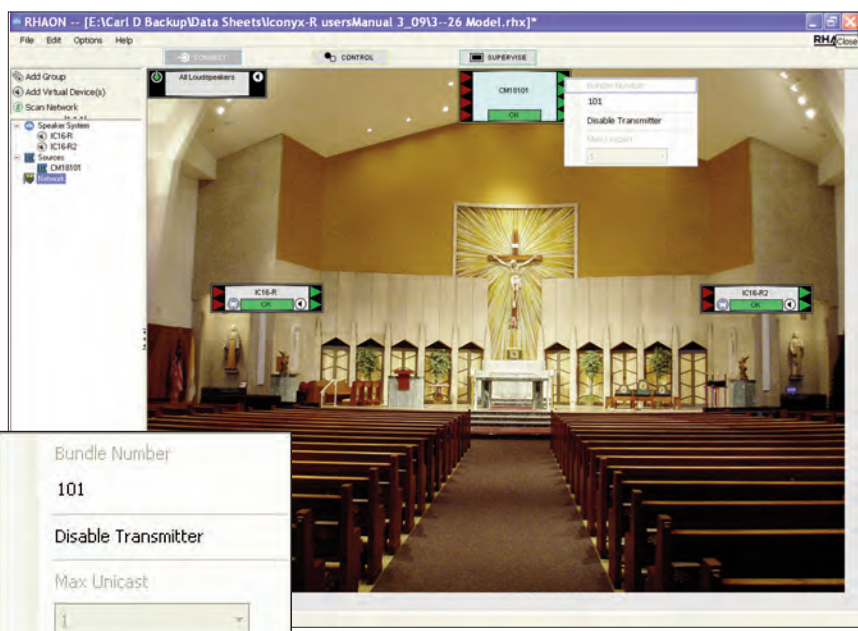 RHAON -- [E:\Carl D Backup\Data Sheets\Iconyx-R usersManual 3_09\3--26 Model.rhx]*
File Edit Options Help
Close
CONNECT
CONTROL
SUPERVISE
Add Group
Add Virtual Device(s)
Scan Network
Speaker System
IC16-R
IC16-R2
Sources
CM18101
Network
All Loudspeakers
CM18101
OK
Bundle Number
101
Disable Transmitter
Max Unicast
1
IC16-R
OK
IC16-R2
OK
Bundle Number
101
Disable Transmitter
Max Unicast
1